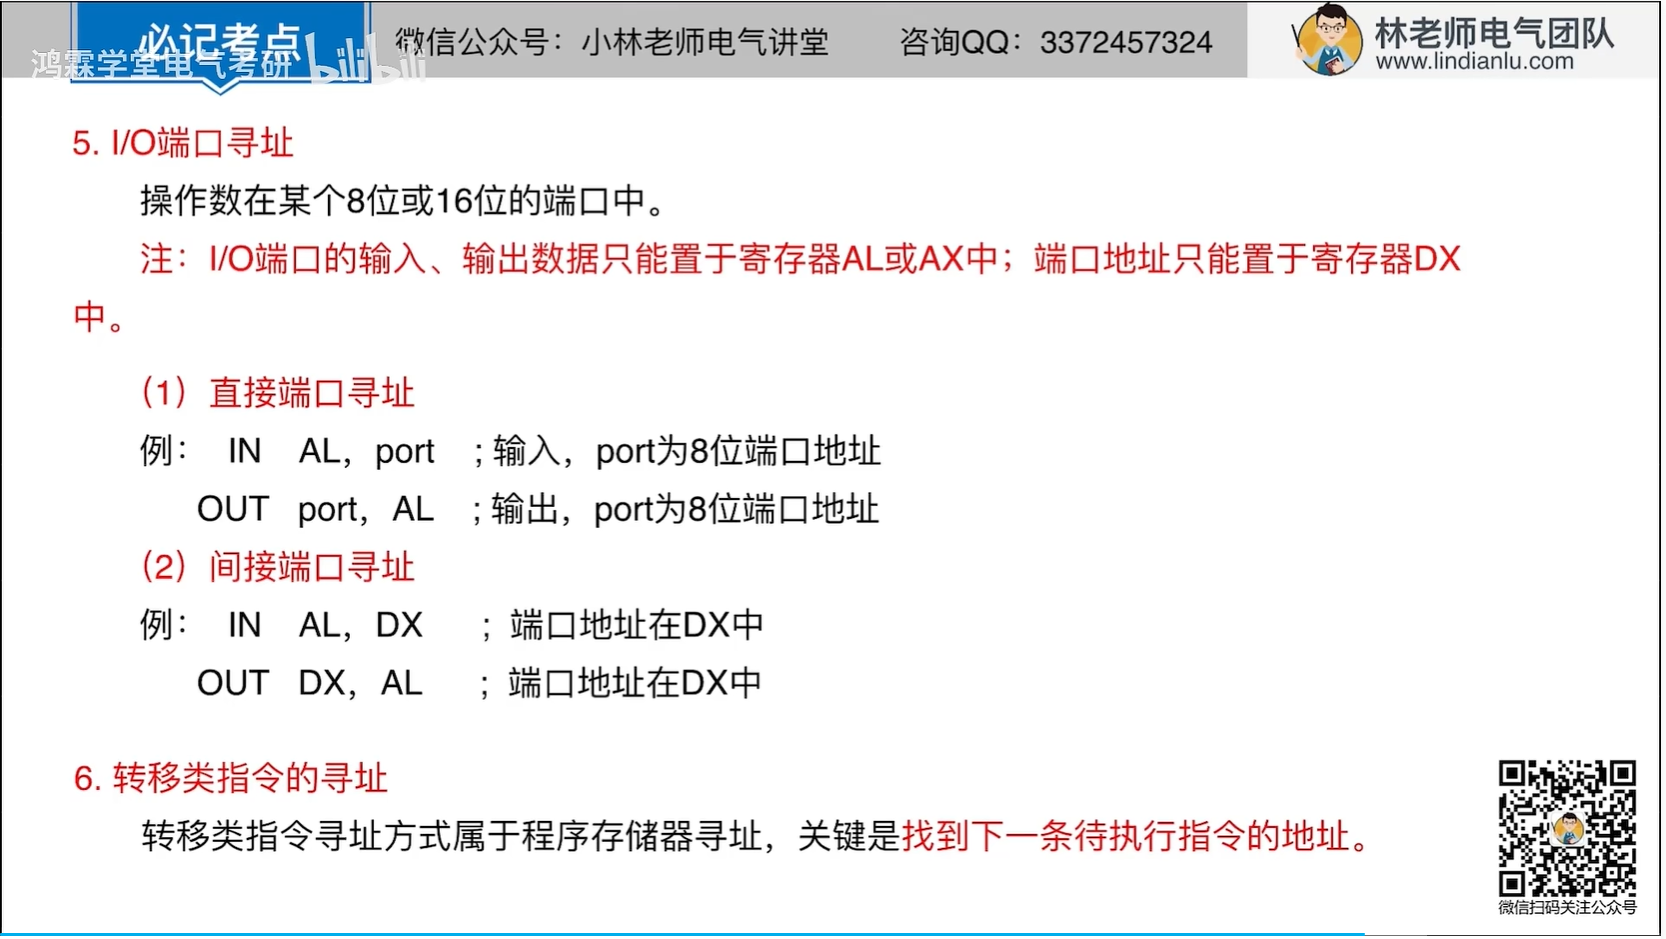 必记考点
鸿霖学堂电气考研 bilibili
微信公众号：小林老师电气讲堂 咨询QQ：3372457324
林老师电气团队
www.lindianlu.com
5. I/O端口寻址
操作数在某个8位或16位的端口中。
注：I/O端口的输入、输出数据只能置于寄存器AL或AX中；端口地址只能置于寄存器DX
中。
（1）直接端口寻址
例： IN AL，port ; 输入，port为8位端口地址
OUT port，AL ; 输出，port为8位端口地址
（2）间接端口寻址
例： IN AL，DX ；端口地址在DX中
OUT DX，AL ；端口地址在DX中
6. 转移类指令的寻址
转移类指令寻址方式属于程序存储器寻址，关键是找到下一条待执行指令的地址。
微信扫码关注公众号